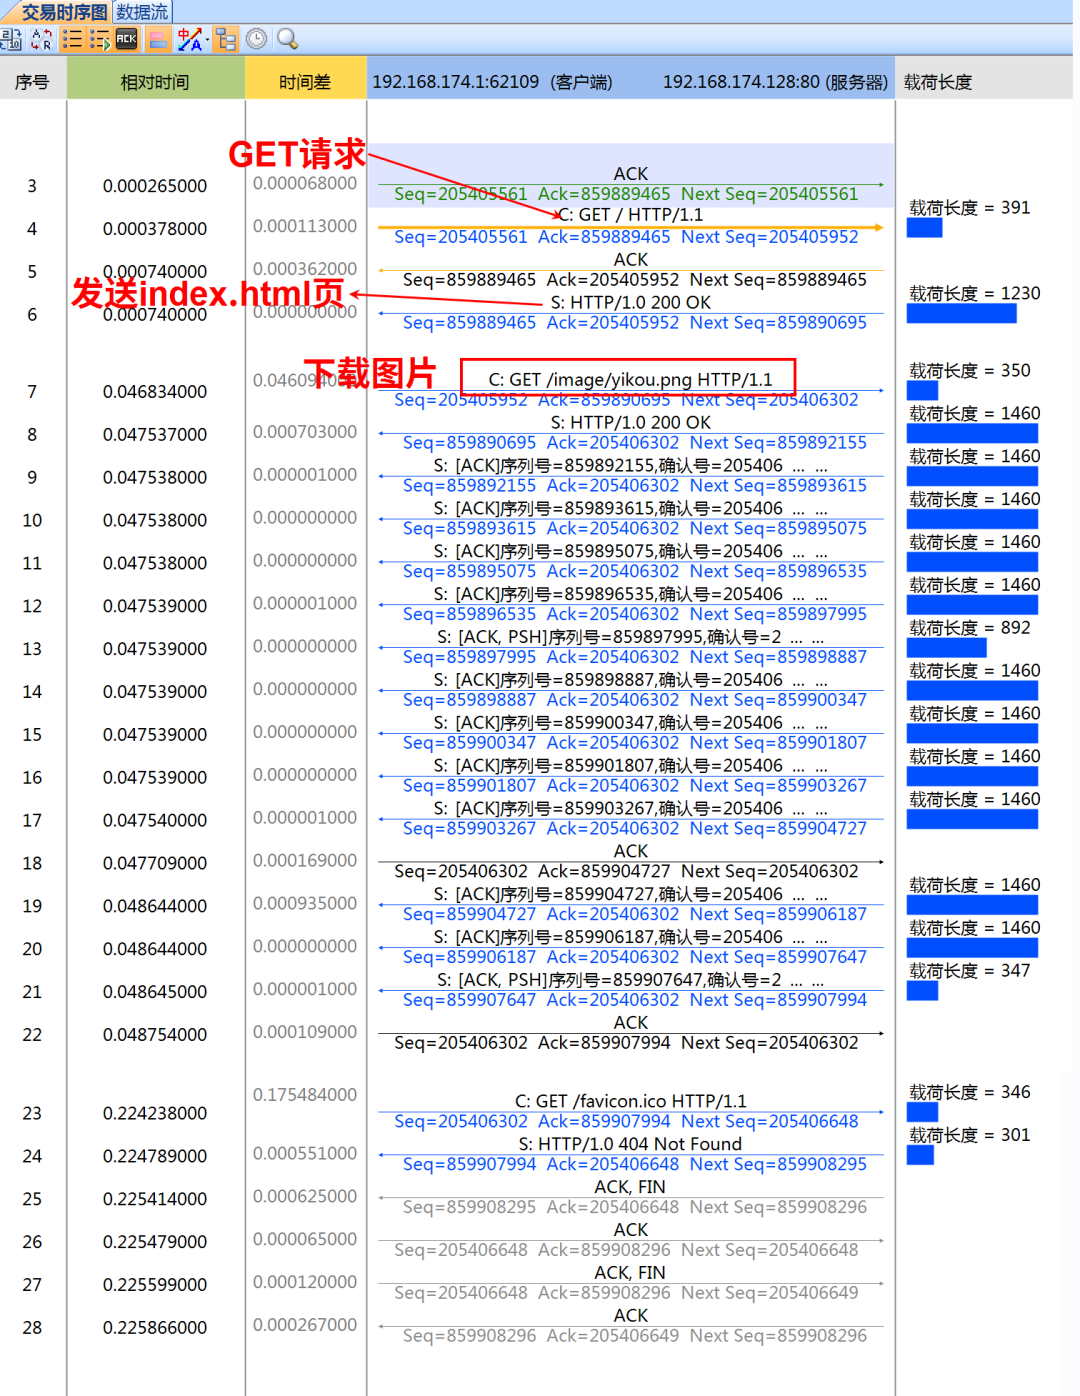 交易时序图 数据流
序号 相对时间 时间差 192.168.174.1:62109 (客户端) 192.168.174.128:80 (服务器) 载荷长度
GET请求
ACK
3 0.000265000 0.000068000 Seq=205405561 Ack=859889465 Next Seq=205405561
C: GET / HTTP/1.1 载荷长度 = 391
4 0.000378000 0.000113000 Seq=205405561 Ack=859889465 Next Seq=205405952
ACK
5 0.000740000 0.000362000 Seq=859889465 Ack=205405952 Next Seq=859889465
发送index.html页
S: HTTP/1.0 200 OK 载荷长度 = 1230
6 0.000740000 0.000000000 Seq=859889465 Ack=205405952 Next Seq=859890695
下载图片
C: GET /image/yikou.png HTTP/1.1 载荷长度 = 350
7 0.046834000 0.046094000 Seq=205405952 Ack=859890695 Next Seq=205406302
S: HTTP/1.0 200 OK 载荷长度 = 1460
8 0.047537000 0.000703000 Seq=859890695 Ack=205406302 Next Seq=859892155
S: [ACK]序列号=859892155,确认号=205406 ... ... 载荷长度 = 1460
9 0.047538000 0.000001000 Seq=859892155 Ack=205406302 Next Seq=859893615
S: [ACK]序列号=859893615,确认号=205406 ... ... 载荷长度 = 1460
10 0.047538000 0.000000000 Seq=859893615 Ack=205406302 Next Seq=859895075
S: [ACK]序列号=859895075,确认号=205406 ... ... 载荷长度 = 1460
11 0.047538000 0.000000000 Seq=859895075 Ack=205406302 Next Seq=859896535
S: [ACK]序列号=859896535,确认号=205406 ... ... 载荷长度 = 1460
12 0.047539000 0.000001000 Seq=859896535 Ack=205406302 Next Seq=859897995
S: [ACK, PSH]序列号=859897995,确认号=2 ... ... 载荷长度 = 892
13 0.047539000 0.000000000 Seq=859897995 Ack=205406302 Next Seq=859898887
S: [ACK]序列号=859898887,确认号=205406 ... ... 载荷长度 = 1460
14 0.047539000 0.000000000 Seq=859898887 Ack=205406302 Next Seq=859900347
S: [ACK]序列号=859900347,确认号=205406 ... ... 载荷长度 = 1460
15 0.047539000 0.000000000 Seq=859900347 Ack=205406302 Next Seq=859901807
S: [ACK]序列号=859901807,确认号=205406 ... ... 载荷长度 = 1460
16 0.047539000 0.000000000 Seq=859901807 Ack=205406302 Next Seq=859903267
S: [ACK]序列号=859903267,确认号=205406 ... ... 载荷长度 = 1460
17 0.047540000 0.000001000 Seq=859903267 Ack=205406302 Next Seq=859904727
ACK
18 0.047709000 0.000169000 Seq=205406302 Ack=859904727 Next Seq=205406302
S: [ACK]序列号=859904727,确认号=205406 ... ... 载荷长度 = 1460
19 0.048644000 0.000935000 Seq=859904727 Ack=205406302 Next Seq=859906187
S: [ACK]序列号=859906187,确认号=205406 ... ... 载荷长度 = 1460
20 0.048644000 0.000000000 Seq=859906187 Ack=205406302 Next Seq=859907647
S: [ACK, PSH]序列号=859907647,确认号=2 ... ... 载荷长度 = 347
21 0.048645000 0.000001000 Seq=859907647 Ack=205406302 Next Seq=859907994
ACK
22 0.048754000 0.000109000 Seq=205406302 Ack=859907994 Next Seq=205406302
C: GET /favicon.ico HTTP/1.1 载荷长度 = 346
23 0.224238000 0.175484000 Seq=205406302 Ack=859907994 Next Seq=205406648
S: HTTP/1.0 404 Not Found 载荷长度 = 301
24 0.224789000 0.000551000 Seq=859907994 Ack=205406648 Next Seq=859908295
ACK, FIN
25 0.225414000 0.000625000 Seq=859908295 Ack=205406648 Next Seq=859908296
ACK
26 0.225479000 0.000065000 Seq=205406648 Ack=859908296 Next Seq=205406648
ACK, FIN
27 0.225599000 0.000120000 Seq=205406648 Ack=859908296 Next Seq=205406649
ACK
28 0.225866000 0.000267000 Seq=859908296 Ack=205406649 Next Seq=859908296